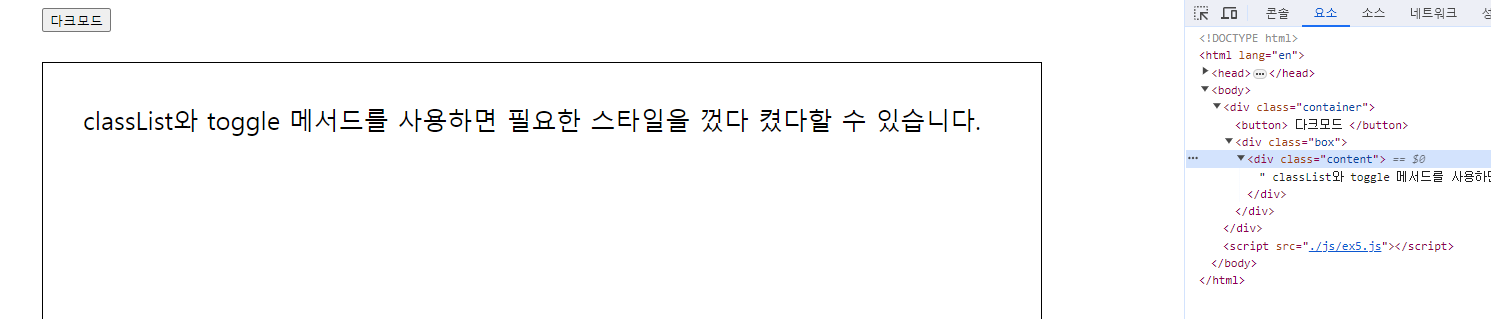 다크모드
classList와 toggle 메서드를 사용하면 필요한 스타일을 껐다 켰다할 수 있습니다.
콘솔 요소 소스 네트워크 성
<!DOCTYPE html>
<html lang="en">
<head> ••• </head>
<body>
<div class="container">
<button> 다크모드 </button>
<div class="box">
••• <div class="content"> == $0
" classList와 toggle 메서드를 사용하면
</div>
</div>
</div>
<script src="./js/ex5.js"></script>
</body>
</html>